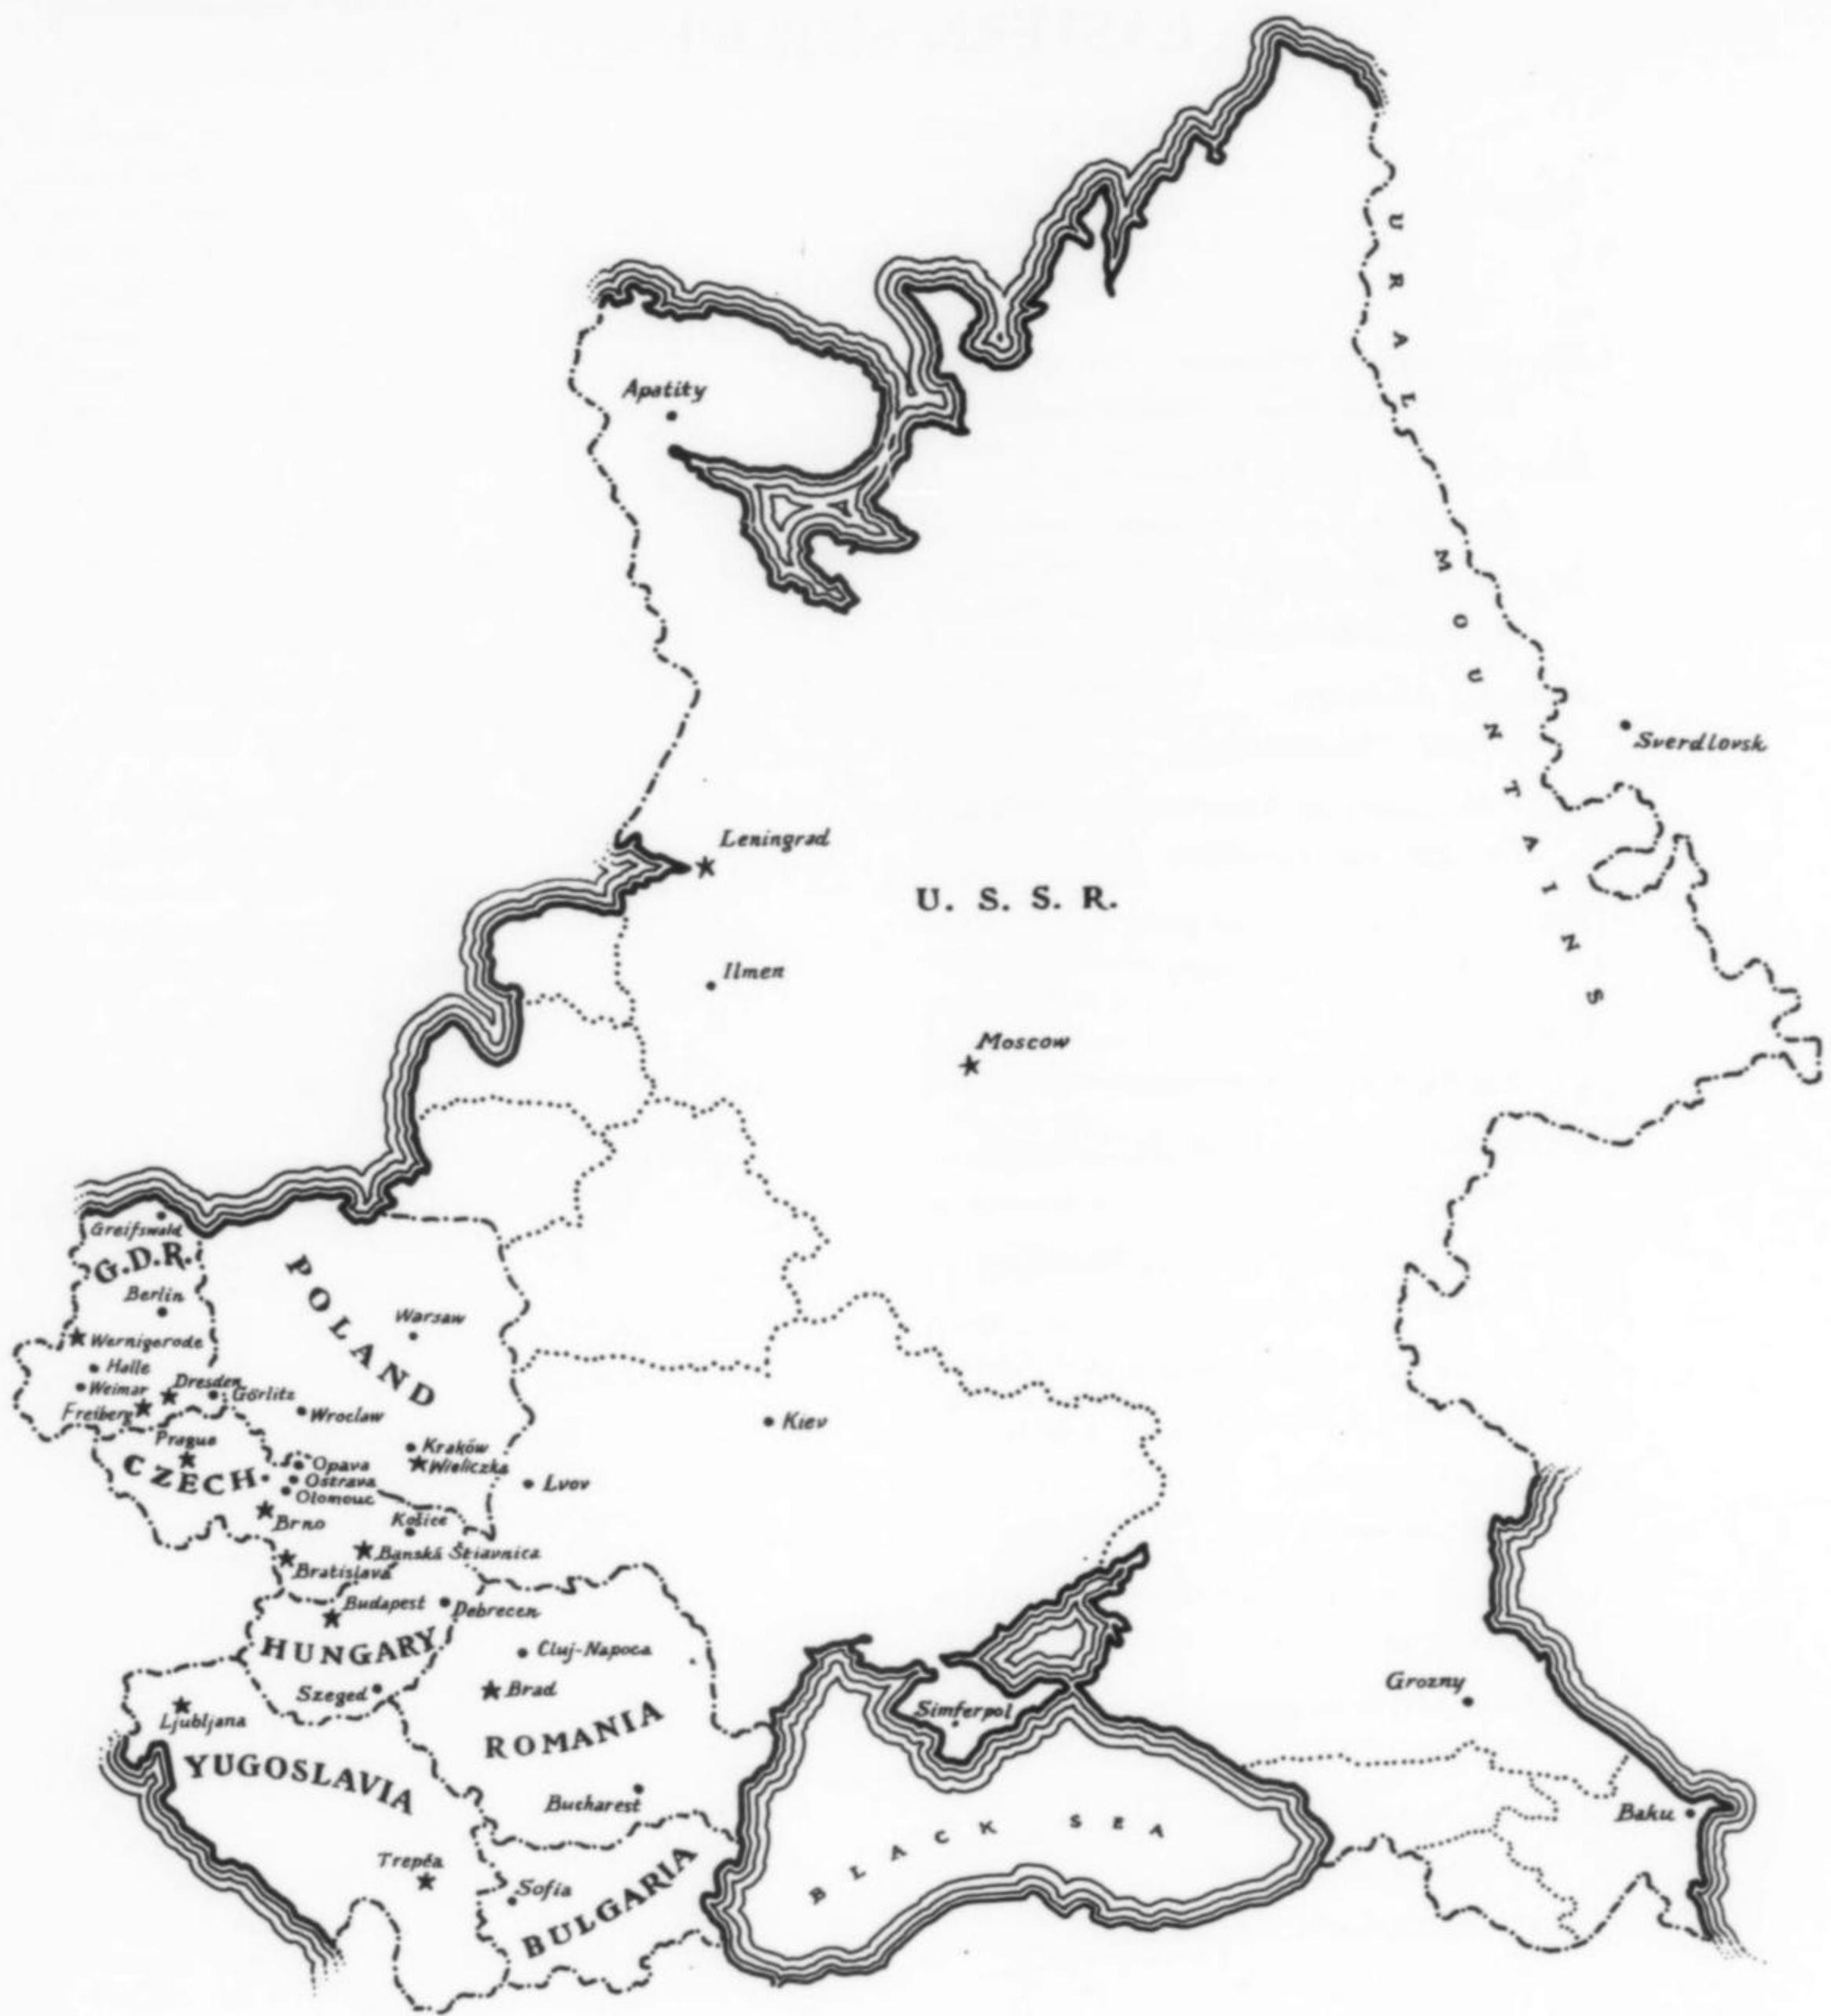 URAL MOUNTAINS
Apatity
Sverdlovsk
Leningrad
U. S. S. R.
Ilmen
Moscow
Greifswald
G.D.R.
POLAND
Berlin
Warsaw
Wernigerode
Halle
Weimar
Dresden
Görlitz
Freiberg
Wroclaw
Kiev
Prague
Kraków
Wieliczka
CZECH.
Opava
Ostrava
Olomouc
Lvov
Brno
Košice
Banská Štiavnica
Bratislava
Budapest
Debrecen
HUNGARY
Cluj-Napoca
Szeged
Brad
Grozny
Ljubljana
Simferpol
ROMANIA
YUGOSLAVIA
Bucharest
Baku
BLACK SEA
Trepča
Sofia
BULGARIA